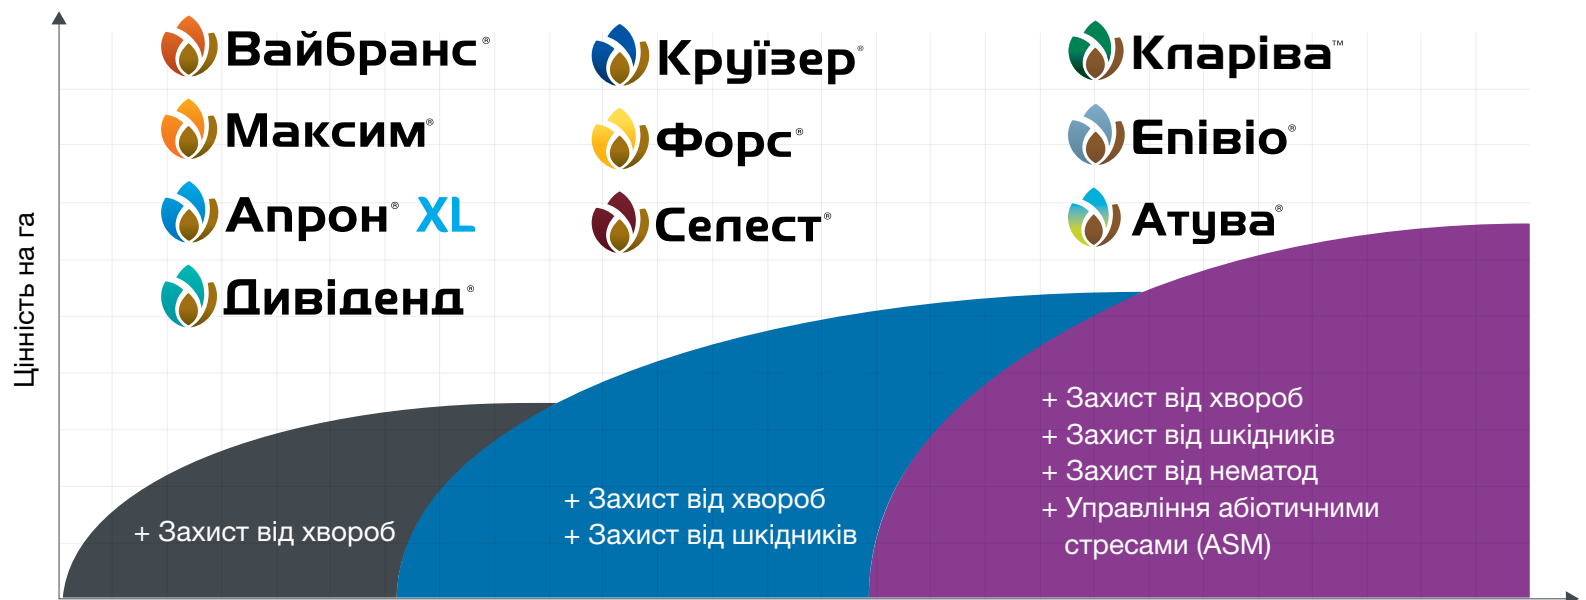 Цінність на га
Вайбранс®
Максим®
Апрон® XL
Дивіденд®
Круїзер®
Форс®
Селест®
Кларіва™
Епівіо®
Атува®
+ Захист від хвороб
+ Захист від хвороб
+ Захист від шкідників
+ Захист від хвороб
+ Захист від шкідників
+ Захист від нематод
+ Управління абіотичними
стресами (ASM)